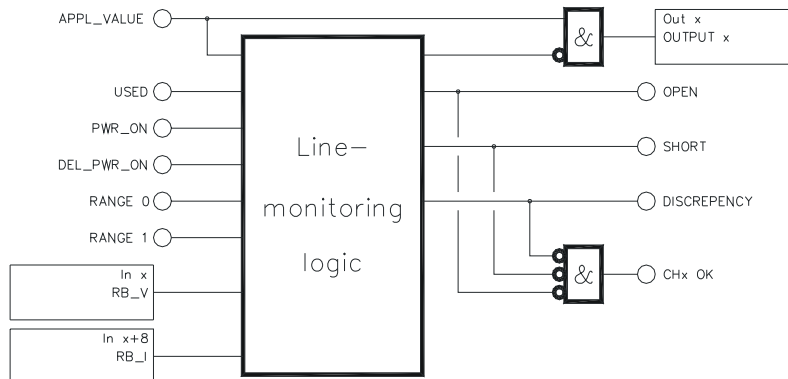 APPL_VALUE
&
Out x
OUTPUT x
USED
OPEN
PWR_ON
Line-
monitoring
logic
SHORT
DEL_PWR_ON
RANGE 0
DISCREPENCY
RANGE 1
In x
RB_V
&
CHx OK
In x+8
RB_I